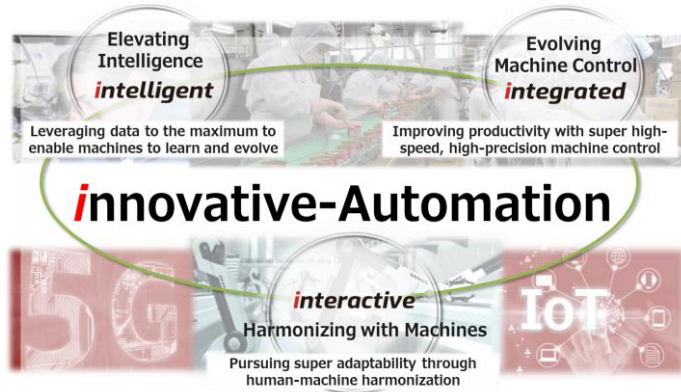 Elevating
Intelligence
intelligent
Leveraging data to the maximum to
enable machines to learn and evolve
Evolving
Machine Control
integrated
Improving productivity with super high-
speed, high-precision machine control
innovative-Automation
5G
interactive
Harmonizing with Machines
Pursuing super adaptability through
human-machine harmonization
IoT